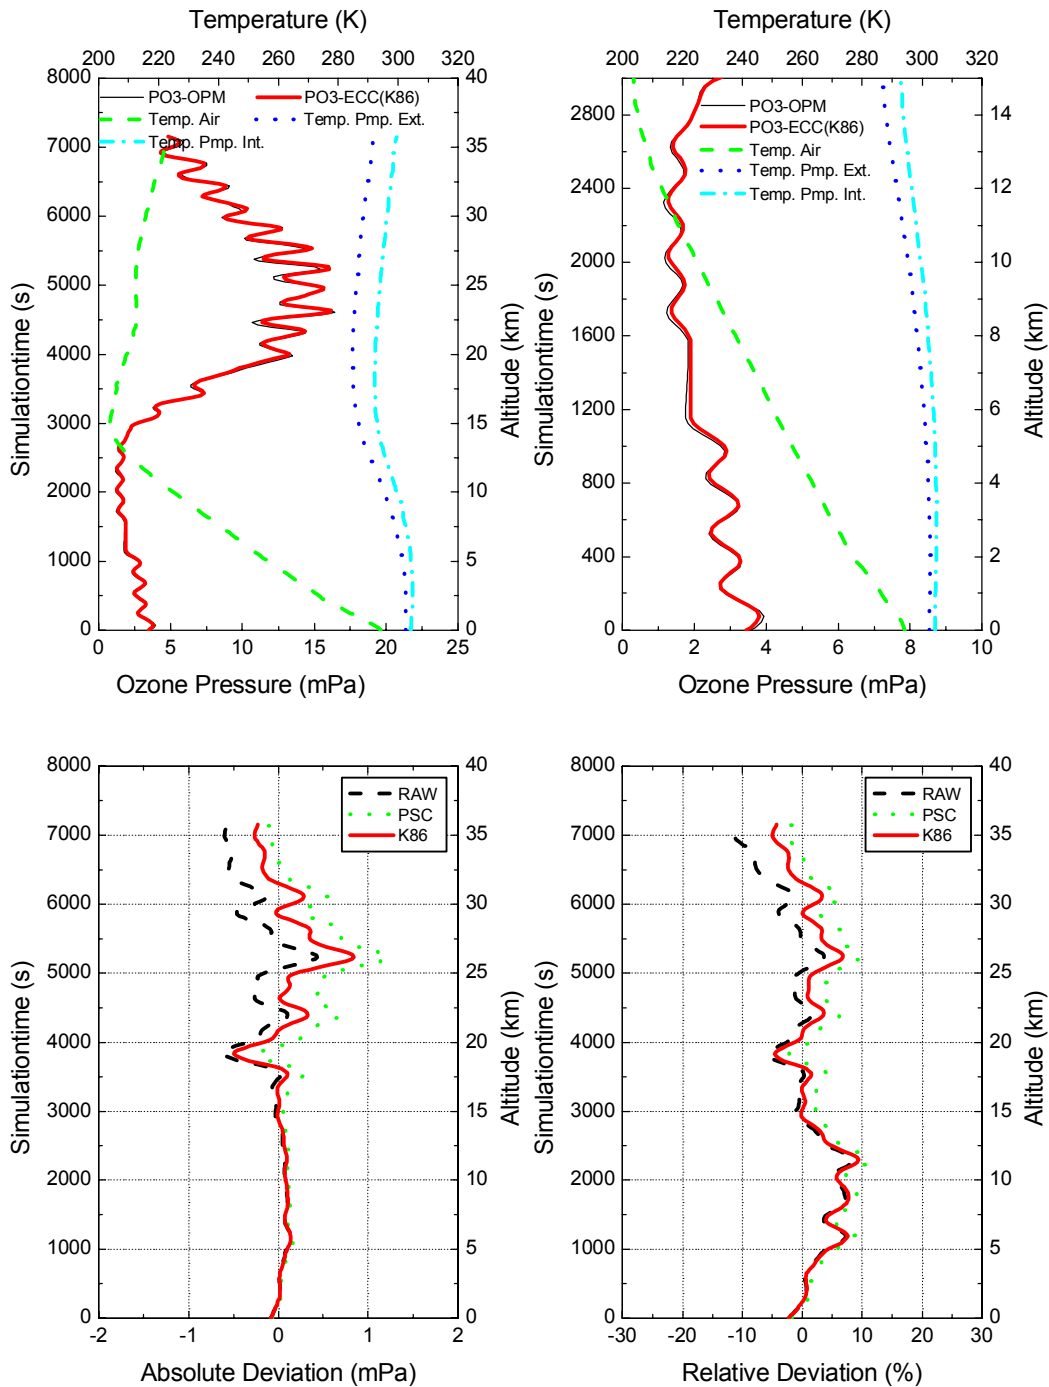 Temperature (K)
200 220 240 260 280 300 320
8000 7000 6000 5000 4000 3000 2000 1000 0
Simulationtime (s)
40 35 30 25 20 15 10 5 0
Altitude (km)
PO3-OPM PO3-ECC(K86)
Temp. Air Temp. Pmp. Ext.
Temp. Pmp. Int.
0 5 10 15 20 25
Ozone Pressure (mPa)
Temperature (K)
200 220 240 260 280 300 320
2800 2400 2000 1600 1200 800 400 0
Simulationtime (s)
14 12 10 8 6 4 2 0
Altitude (km)
PO3-OPM
PO3-ECC(K86)
Temp. Air
Temp. Pmp. Ext.
Temp. Pmp. Int.
0 2 4 6 8 10
Ozone Pressure (mPa)
8000 7000 6000 5000 4000 3000 2000 1000 0
Simulationtime (s)
40 35 30 25 20 15 10 5 0
Altitude (km)
RAW
PSC
K86
-2 -1 0 1 2
Absolute Deviation (mPa)
8000 7000 6000 5000 4000 3000 2000 1000 0
Simulationtime (s)
40 35 30 25 20 15 10 5 0
Altitude (km)
RAW
PSC
K86
-30 -20 -10 0 10 20 30
Relative Deviation (%)